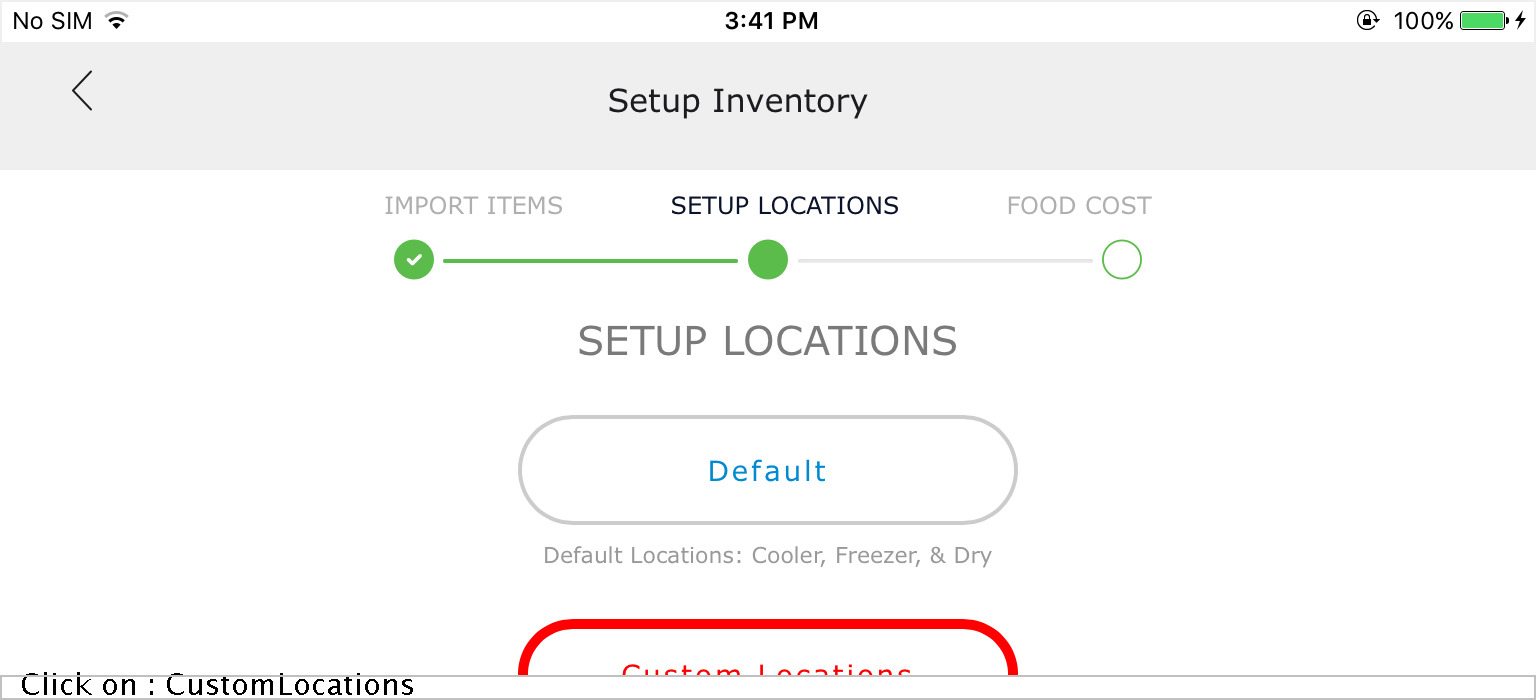 No SIM 3:41 PM 100%
Setup Inventory
IMPORT ITEMS SETUP LOCATIONS FOOD COST
SETUP LOCATIONS
Default
Default Locations: Cooler, Freezer, & Dry
Custom Locations
Click on : CustomLocations